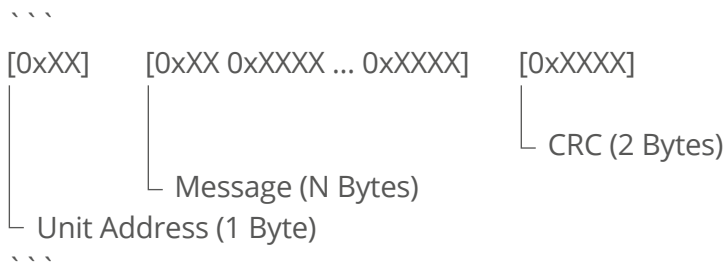 ```
[0xXX] [0xXX 0xXXXX ... 0xXXXX] [0xXXXX]
CRC (2 Bytes)
Message (N Bytes)
Unit Address (1 Byte)
```